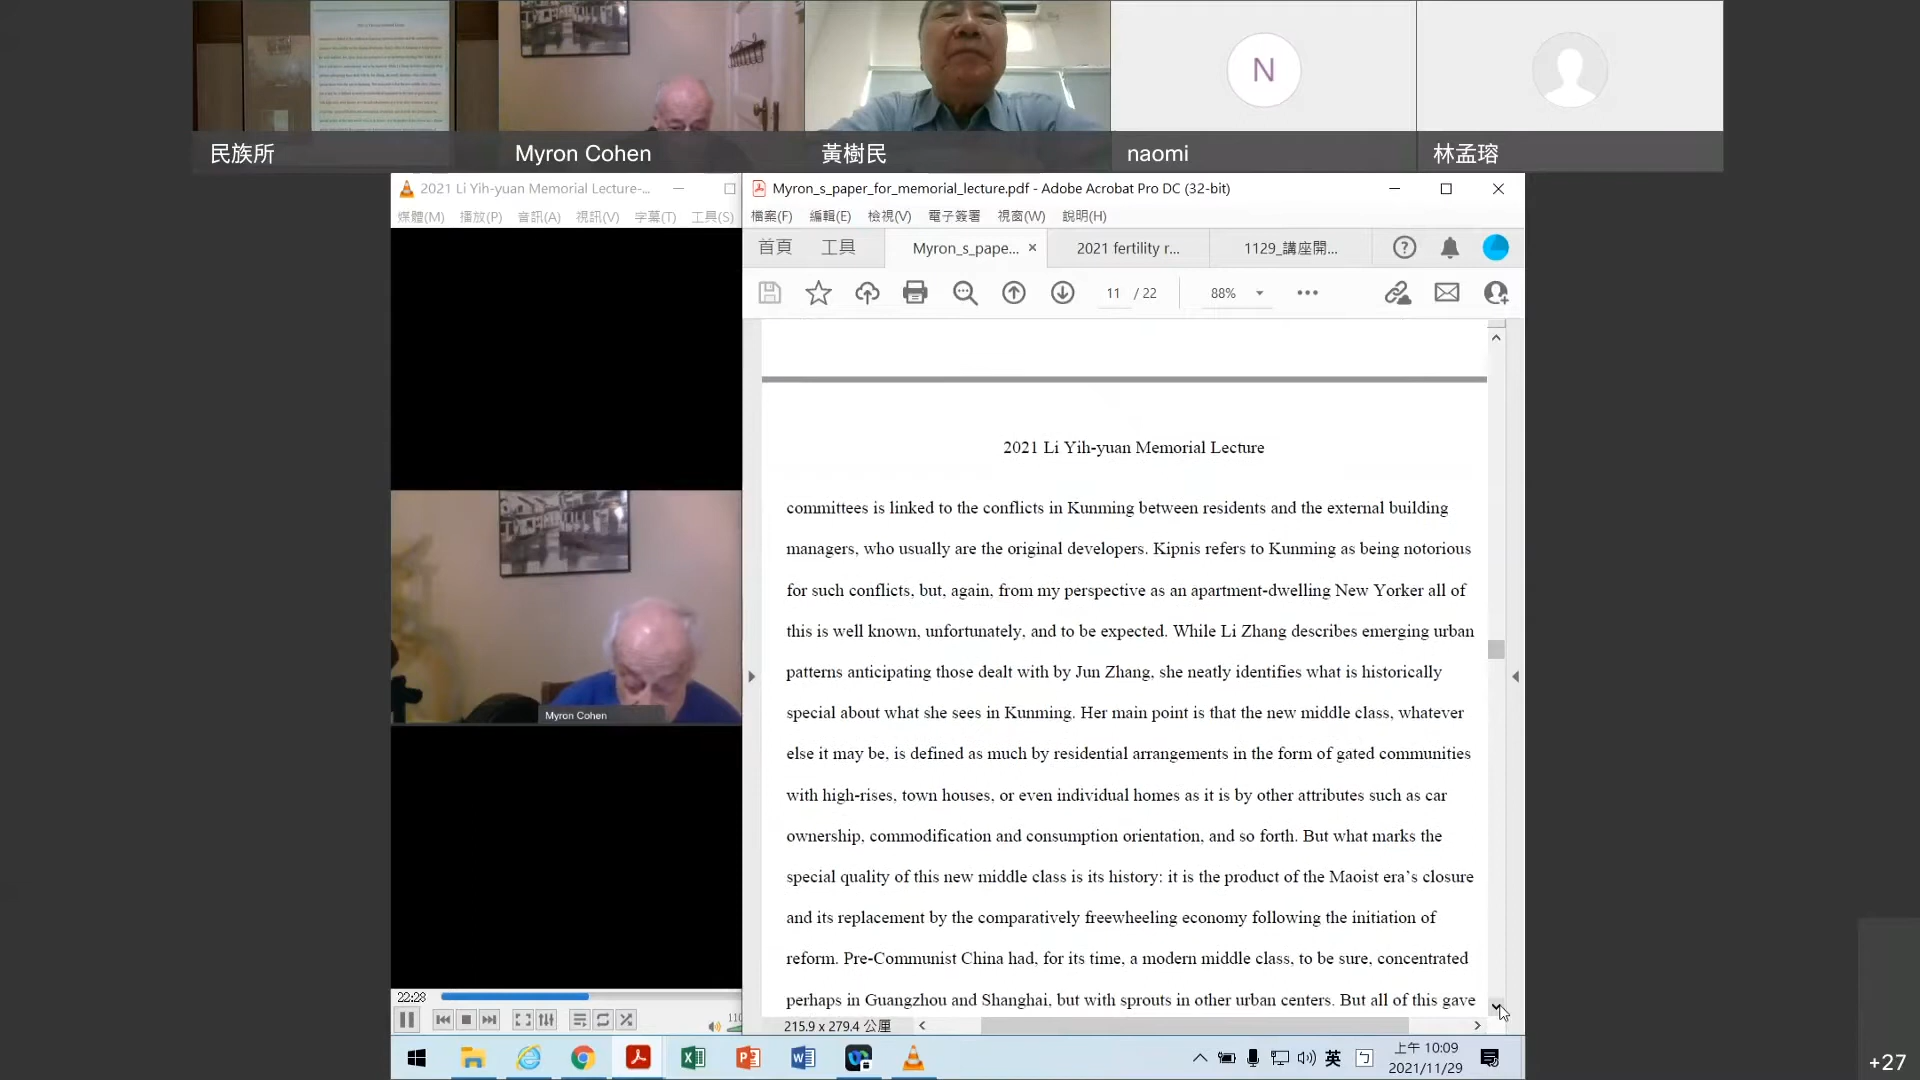 民族所
Myron Cohen
黃樹民
N
naomi
林孟瑢
2021 Li Yih-yuan Memorial Lecture-...
媒體(M) 播放(P) 音訊(A) 視訊(V) 字幕(T) 工具(S)
Myron Cohen
22:28
Myron_s_paper_for_memorial_lecture.pdf - Adobe Acrobat Pro DC (32-bit)
檔案(F) 編輯(E) 檢視(V) 電子簽署 視窗(W) 說明(H)
首頁 工具 Myron_s_pape... × 2021 fertility r... 1129_講座開...
11 / 22 88%
2021 Li Yih-yuan Memorial Lecture
committees is linked to the conflicts in Kunming between residents and the external building
managers, who usually are the original developers. Kipnis refers to Kunming as being notorious
for such conflicts, but, again, from my perspective as an apartment-dwelling New Yorker all of
this is well known, unfortunately, and to be expected. While Li Zhang describes emerging urban
patterns anticipating those dealt with by Jun Zhang, she neatly identifies what is historically
special about what she sees in Kunming. Her main point is that the new middle class, whatever
else it may be, is defined as much by residential arrangements in the form of gated communities
with high-rises, town houses, or even individual homes as it is by other attributes such as car
ownership, commodification and consumption orientation, and so forth. But what marks the
special quality of this new middle class is its history: it is the product of the Maoist era’s closure
and its replacement by the comparatively freewheeling economy following the initiation of
reform. Pre-Communist China had, for its time, a modern middle class, to be sure, concentrated
perhaps in Guangzhou and Shanghai, but with sprouts in other urban centers. But all of this gave
215.9 x 279.4 公厘
英
上午 10:09
2021/11/29
+27